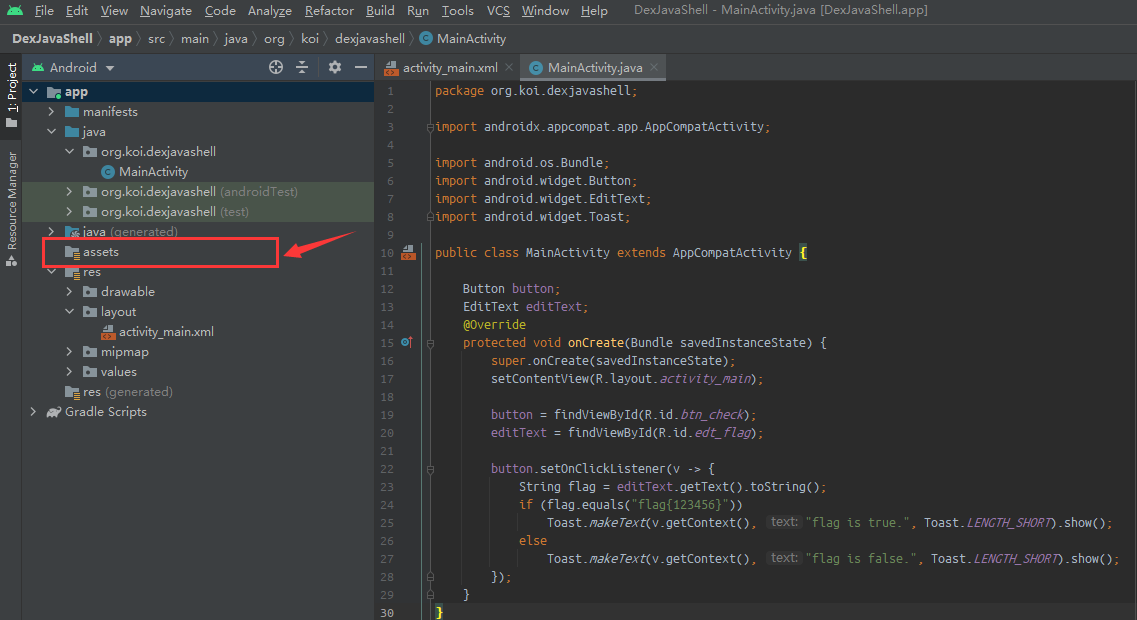 File Edit View Navigate Code Analyze Refactor Build Run Tools VCS Window Help DexJavaShell - MainActivity.java [DexJavaShell.app]
DexJavaShell app src main java org koi dexjavashell MainActivity
1: Project
Resource Manager
Android
app
manifests
java
org.koi.dexjavashell
MainActivity
org.koi.dexjavashell (androidTest)
org.koi.dexjavashell (test)
java (generated)
assets
res
drawable
layout
activity_main.xml
mipmap
values
res (generated)
Gradle Scripts
activity_main.xml MainActivity.java
1 package org.koi.dexjavashell;
2
3 import androidx.appcompat.app.AppCompatActivity;
4
5 import android.os.Bundle;
6 import android.widget.Button;
7 import android.widget.EditText;
8 import android.widget.Toast;
9
10 public class MainActivity extends AppCompatActivity {
11
12 Button button;
13 EditText editText;
14 @Override
15 protected void onCreate(Bundle savedInstanceState) {
16 super.onCreate(savedInstanceState);
17 setContentView(R.layout.activity_main);
18
19 button = findViewById(R.id.btn_check);
20 editText = findViewById(R.id.edt_flag);
21
22 button.setOnClickListener(v -> {
23 String flag = editText.getText().toString();
24 if (flag.equals("flag{123456}"))
25 Toast.makeText(v.getContext(), text: "flag is true.", Toast.LENGTH_SHORT).show();
26 else
27 Toast.makeText(v.getContext(), text: "flag is false.", Toast.LENGTH_SHORT).show();
28 });
29 }
30 }